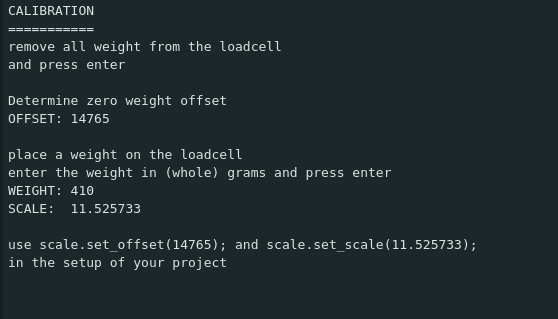 CALIBRATION
===========
remove all weight from the loadcell
and press enter

Determine zero weight offset
OFFSET: 14765

place a weight on the loadcell
enter the weight in (whole) grams and press enter
WEIGHT: 410
SCALE:  11.525733

use scale.set_offset(14765); and scale.set_scale(11.525733);
in the setup of your project